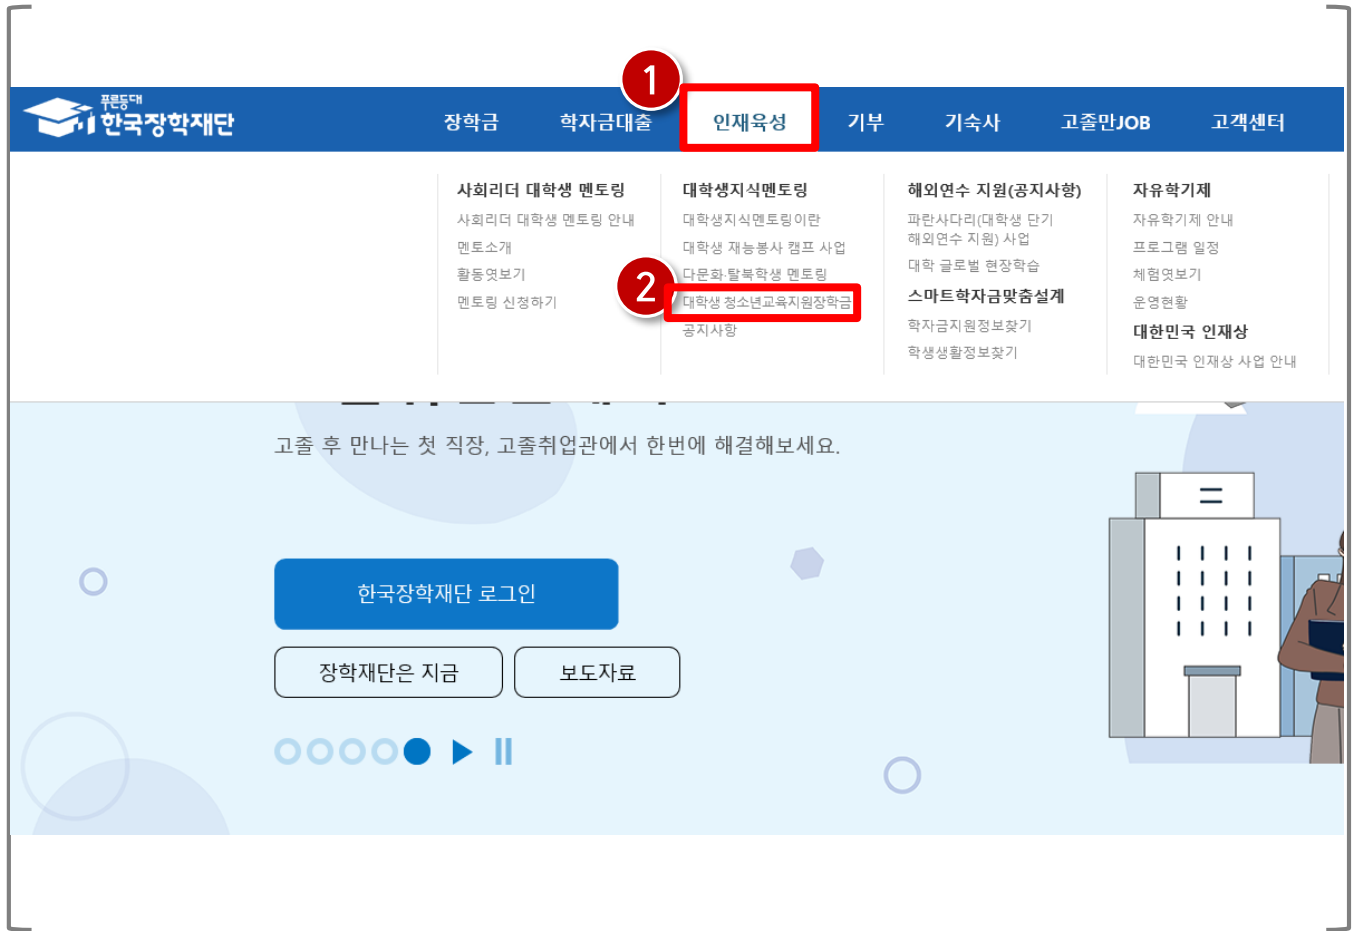 1
푸른등대
한국장학재단
장학금
학자금대출
인재육성
기부
기숙사
고졸만JOB
고객센터
사회리더 대학생 멘토링
사회리더 대학생 멘토링 안내
멘토소개
활동엿보기
멘토링 신청하기
대학생지식멘토링
대학생지식멘토링이란
대학생 재능봉사 캠프 사업
다문화·탈북학생 멘토링
2
대학생 청소년교육지원장학금
공지사항
해외연수 지원(공지사항)
파란사다리(대학생 단기
해외연수 지원) 사업
대학 글로벌 현장학습
스마트학자금맞춤설계
학자금지원정보찾기
학생생활정보찾기
자유학기제
자유학기제 안내
프로그램 일정
체험엿보기
운영현황
대한민국 인재상
대한민국 인재상 사업 안내
고졸 후 만나는 첫 직장, 고졸취업관에서 한번에 해결해보세요.
한국장학재단 로그인
장학재단은 지금
보도자료